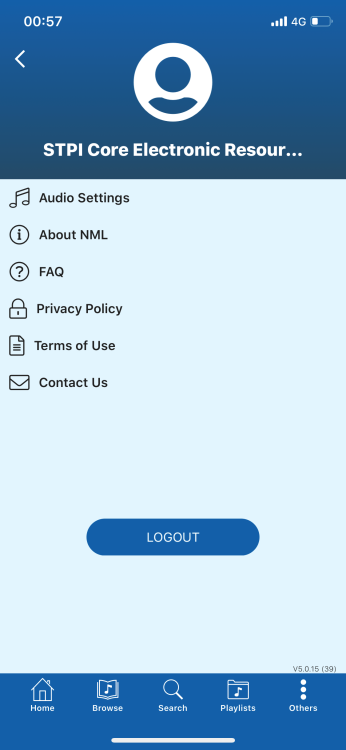 00:57
4G
STPI Core Electronic Resour...
Audio Settings
About NML
FAQ
Privacy Policy
Terms of Use
Contact Us
LOGOUT
V5.0.15 (39)
Home
Browse
Search
Playlists
Others